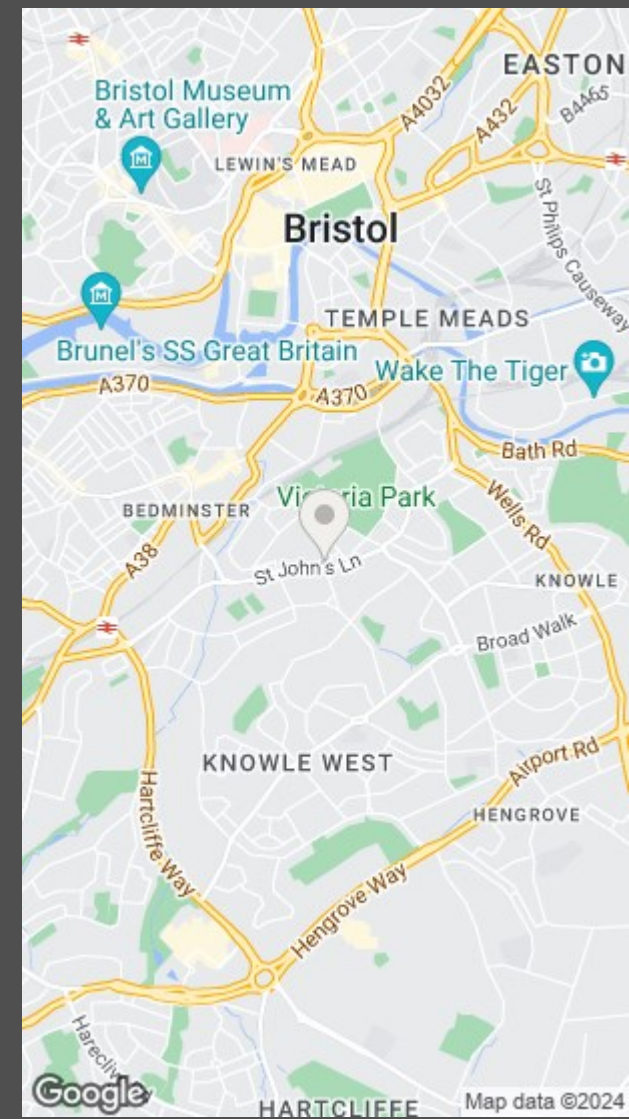 EASTON
Bristol Museum
& Art Gallery
A4032
A432
B4465
LEWIN'S MEAD
St Philips Causeway
Bristol
TEMPLE MEADS
Brunel's SS Great Britain
Wake The Tiger
A370
A370
Bath Rd
Victoria Park
Wells Rd
BEDMINSTER
A38
St John's Ln
KNOWLE
Broad Walk
KNOWLE WEST
Airport Rd
Hartcliffe Way
HENGROVE
Hengrove Way
Google
HARTCLIFFE
Map data ©2024